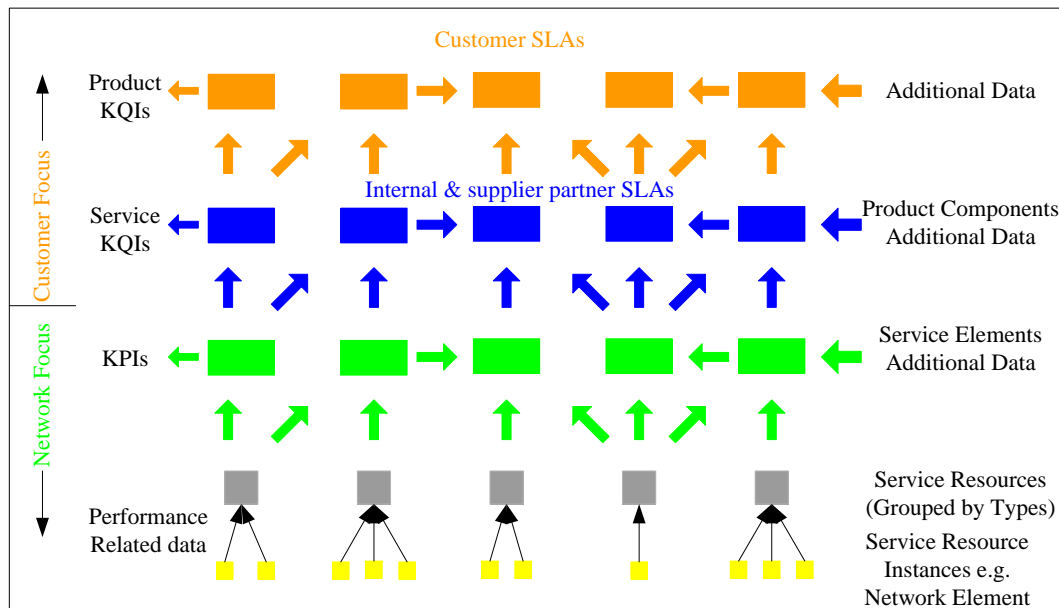 Customer SLAs
Product
KQIs
Additional Data
Customer Focus
Internal & supplier partner SLAs
Service
KQIs
Product Components
Additional Data
Network Focus
KPIs
Service Elements
Additional Data
Performance
Related data
Service Resources
(Grouped by Types)
Service Resource
Instances e.g.
Network Element